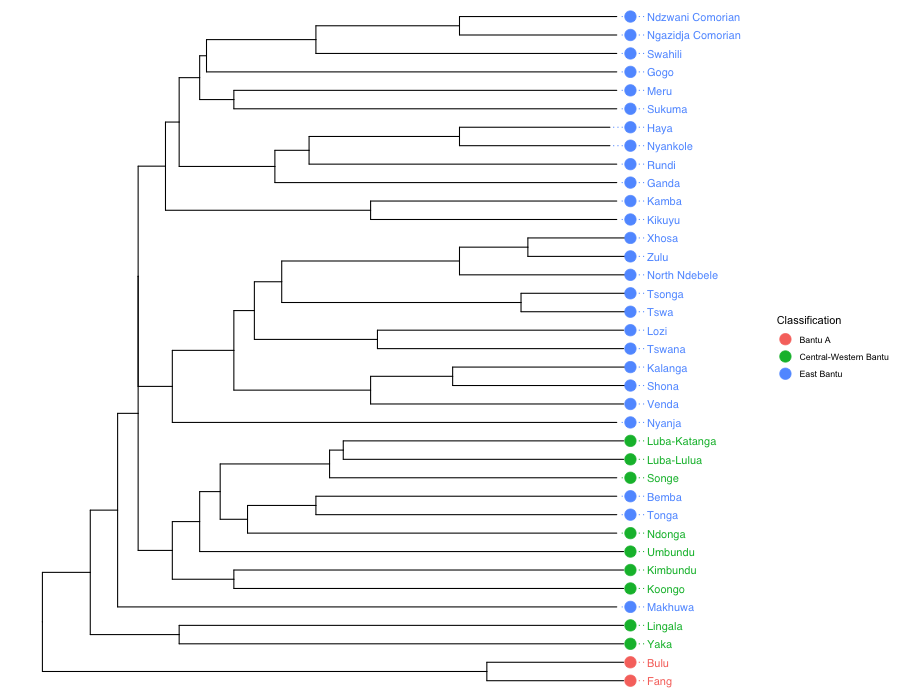 Ndzwani Comorian
Ngazidja Comorian
Swahili
Gogo
Meru
Sukuma
Haya
Nyankole
Rundi
Ganda
Kamba
Kikuyu
Xhosa
Zulu
North Ndebele
Tsonga
Tswa
Lozi
Tswana
Kalanga
Shona
Venda
Nyanja
Luba-Katanga
Luba-Lulua
Songe
Bemba
Tonga
Ndonga
Umbundu
Kimbundu
Koongo
Makhuwa
Lingala
Yaka
Bulu
Fang
Classification
Bantu A
Central-Western Bantu
East Bantu